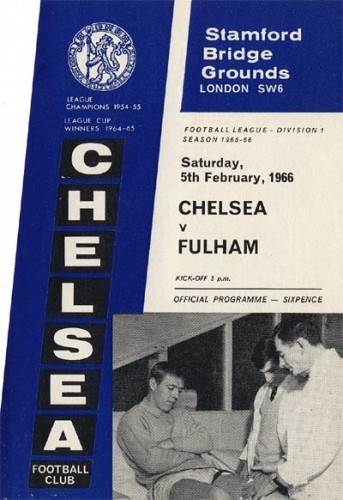 Stamford
Bridge
Grounds
LONDON SW6
LEAGUE
CHAMPIONS 1954-55
LEAGUE CUP
WINNERS 1964-65
FOOTBALL LEAGUE - DIVISION 1
SEASON 1965-66
Saturday,
5th February, 1966
CHELSEA
v
FULHAM
KICK-OFF 3 p.m.
OFFICIAL PROGRAMME — SIXPENCE
CHELSEA
FOOTBALL
CLUB